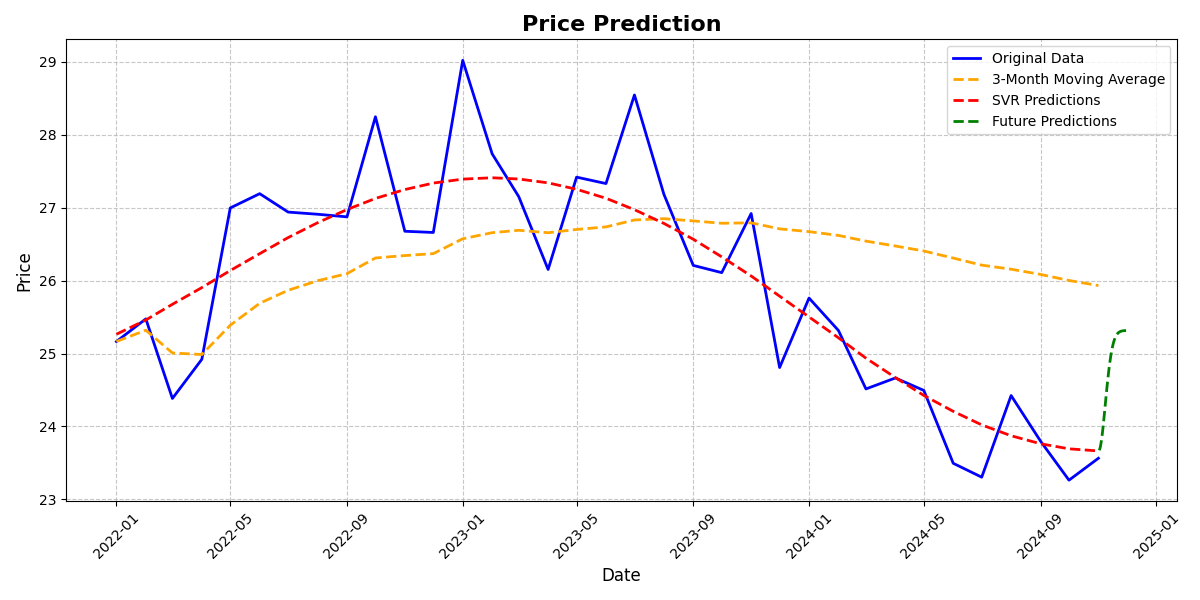 Price Prediction
Original Data
3-Month Moving Average
SVR Predictions
Future Predictions
Price
29
28
27
26
25
24
23
2022-01
2022-05
2022-09
2023-01
2023-05
2023-09
2024-01
2024-05
2024-09
2025-01
Date